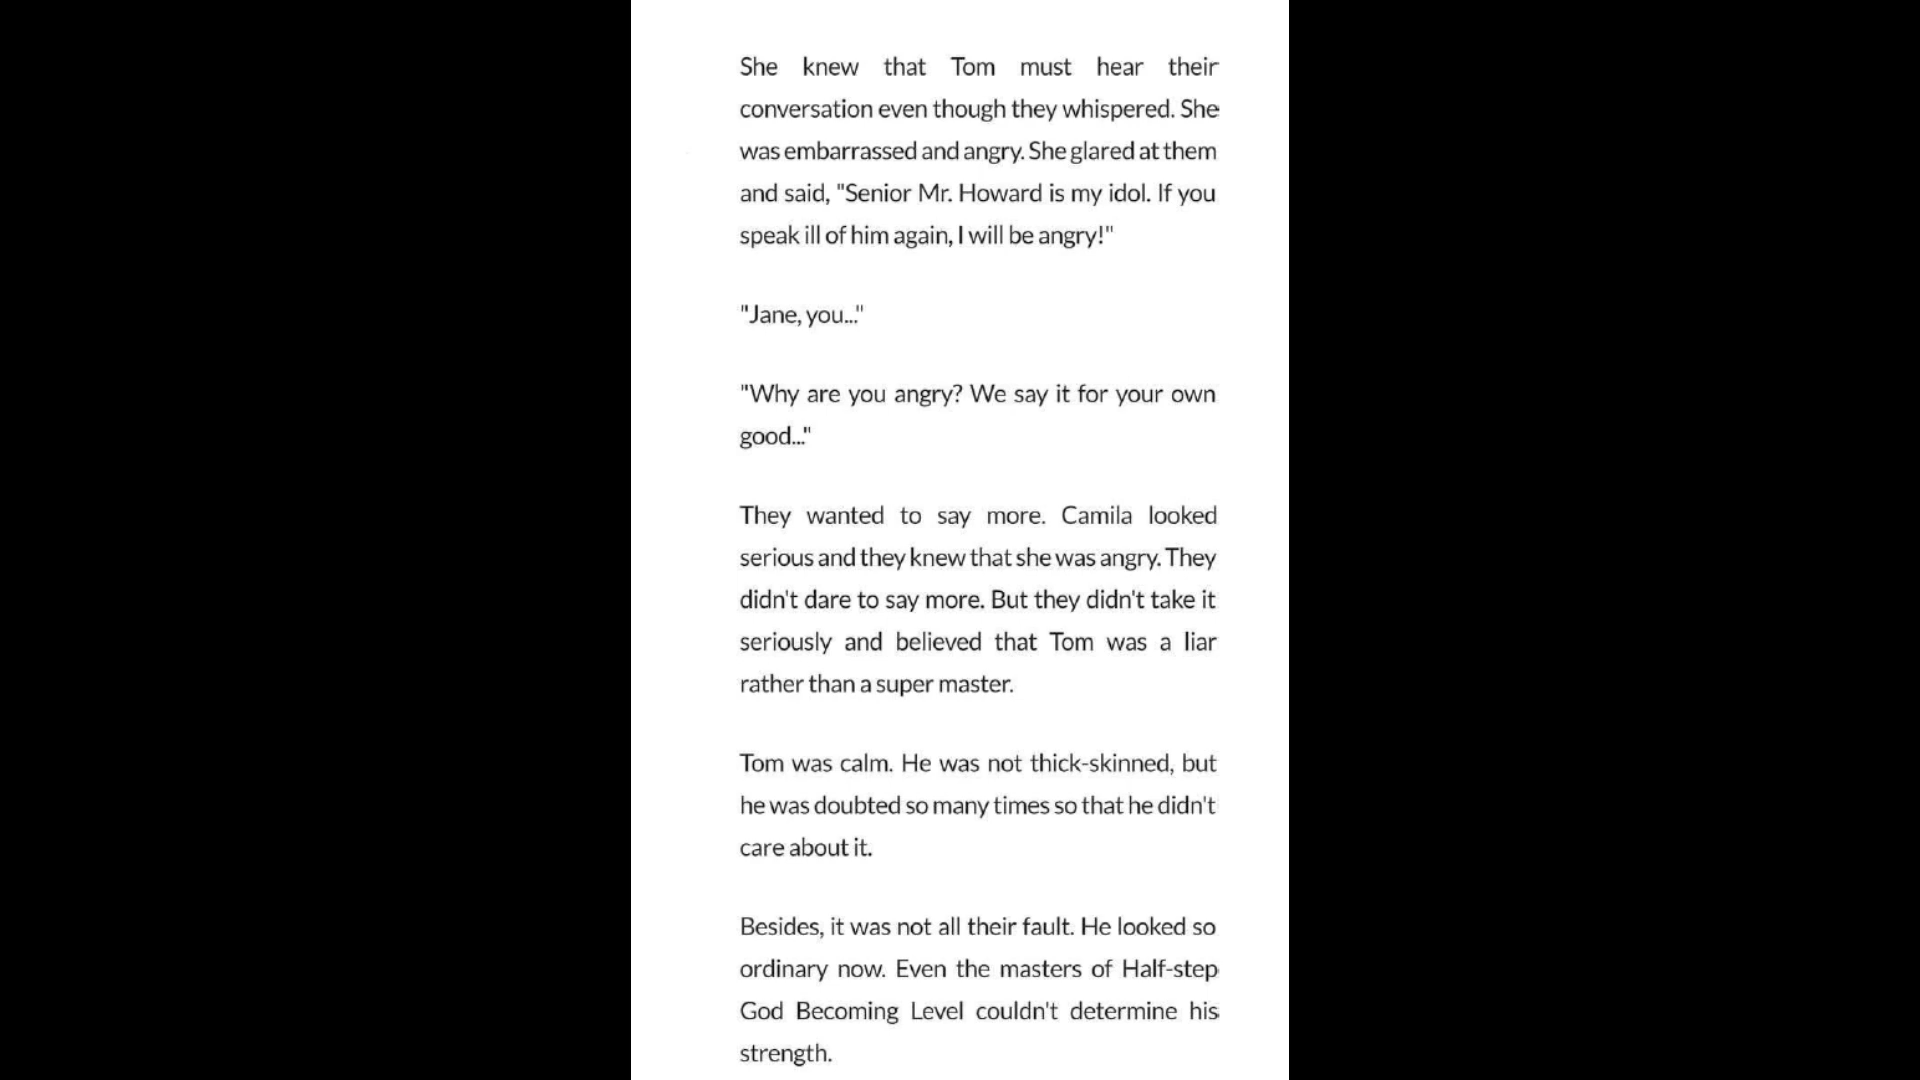 She knew that Tom must hear their
conversation even though they whispered. She
was embarrassed and angry. She glared at them
and said, "Senior Mr. Howard is my idol. If you
speak ill of him again, I will be angry!"
"Jane, you..."
"Why are you angry? We say it for your own
good..."
They wanted to say more. Camila looked
serious and they knew that she was angry. They
didn't dare to say more. But they didn't take it
seriously and believed that Tom was a liar
rather than a super master.
Tom was calm. He was not thick-skinned, but
he was doubted so many times so that he didn't
care about it.
Besides, it was not all their fault. He looked so
ordinary now. Even the masters of Half-step
God Becoming Level couldn't determine his
strength.